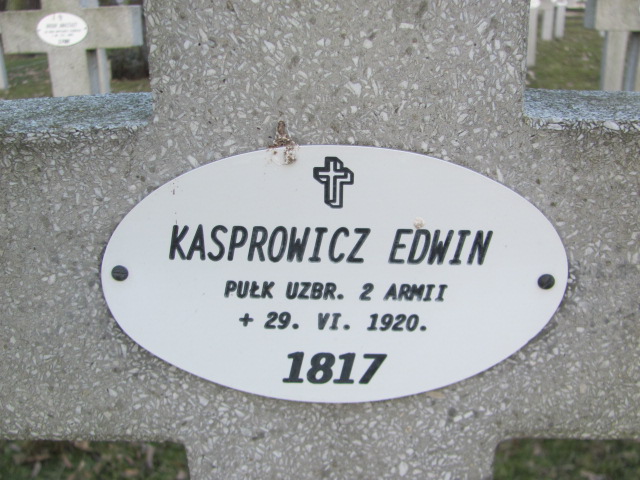 KASPROWICZ EDWIN
PUŁK UZBR. 2 ARMII
+ 29. VI. 1920.
1817